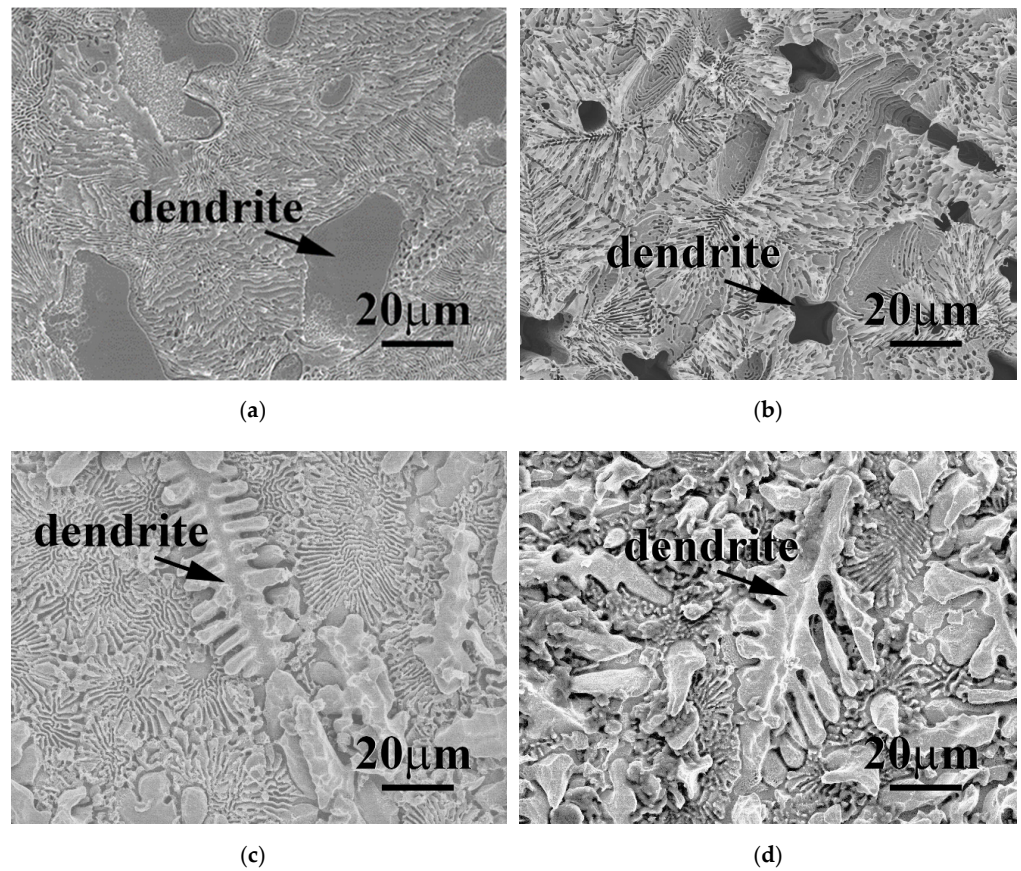 dendrite
20μm
dendrite
20μm
(a)
(b)
dendrite
20μm
dendrite
20μm
(c)
(d)